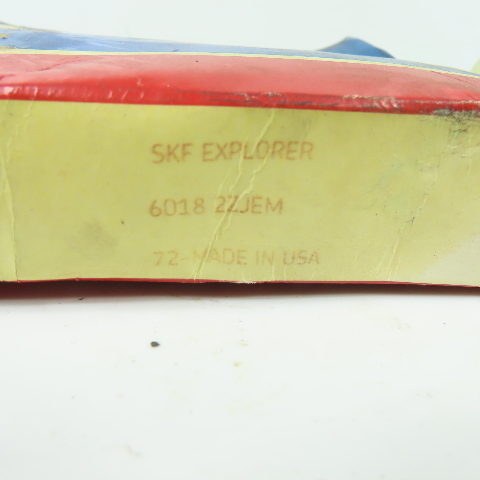 SKF EXPLORER
6018 2ZJEM
72-MADE IN USA